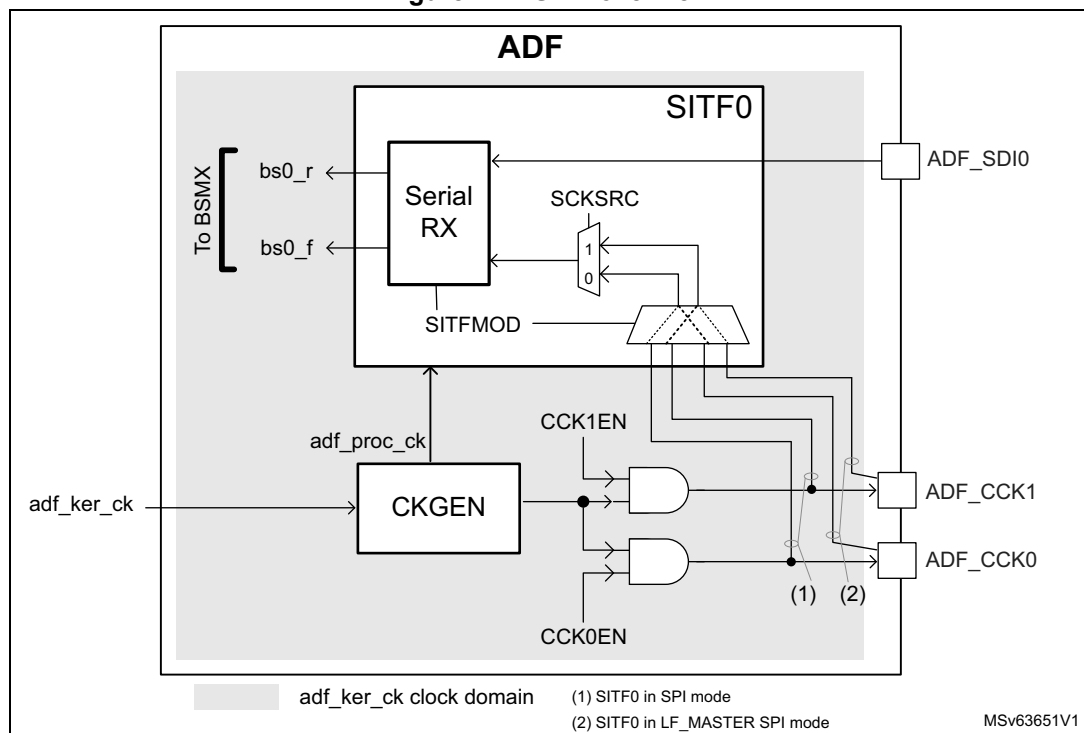 ADF
SITF0
ADF_SDI0
bs0_r
Serial
RX
SCKSRC
To BSMX
1
0
bs0_f
SITFMOD
CCK1EN
adf_proc_ck
adf_ker_ck
CKGEN
ADF_CCK1
ADF_CCK0
(1)
(2)
CCK0EN
adf_ker_ck clock domain
(1) SITF0 in SPI mode
(2) SITF0 in LF_MASTER SPI mode
MSv63651V1